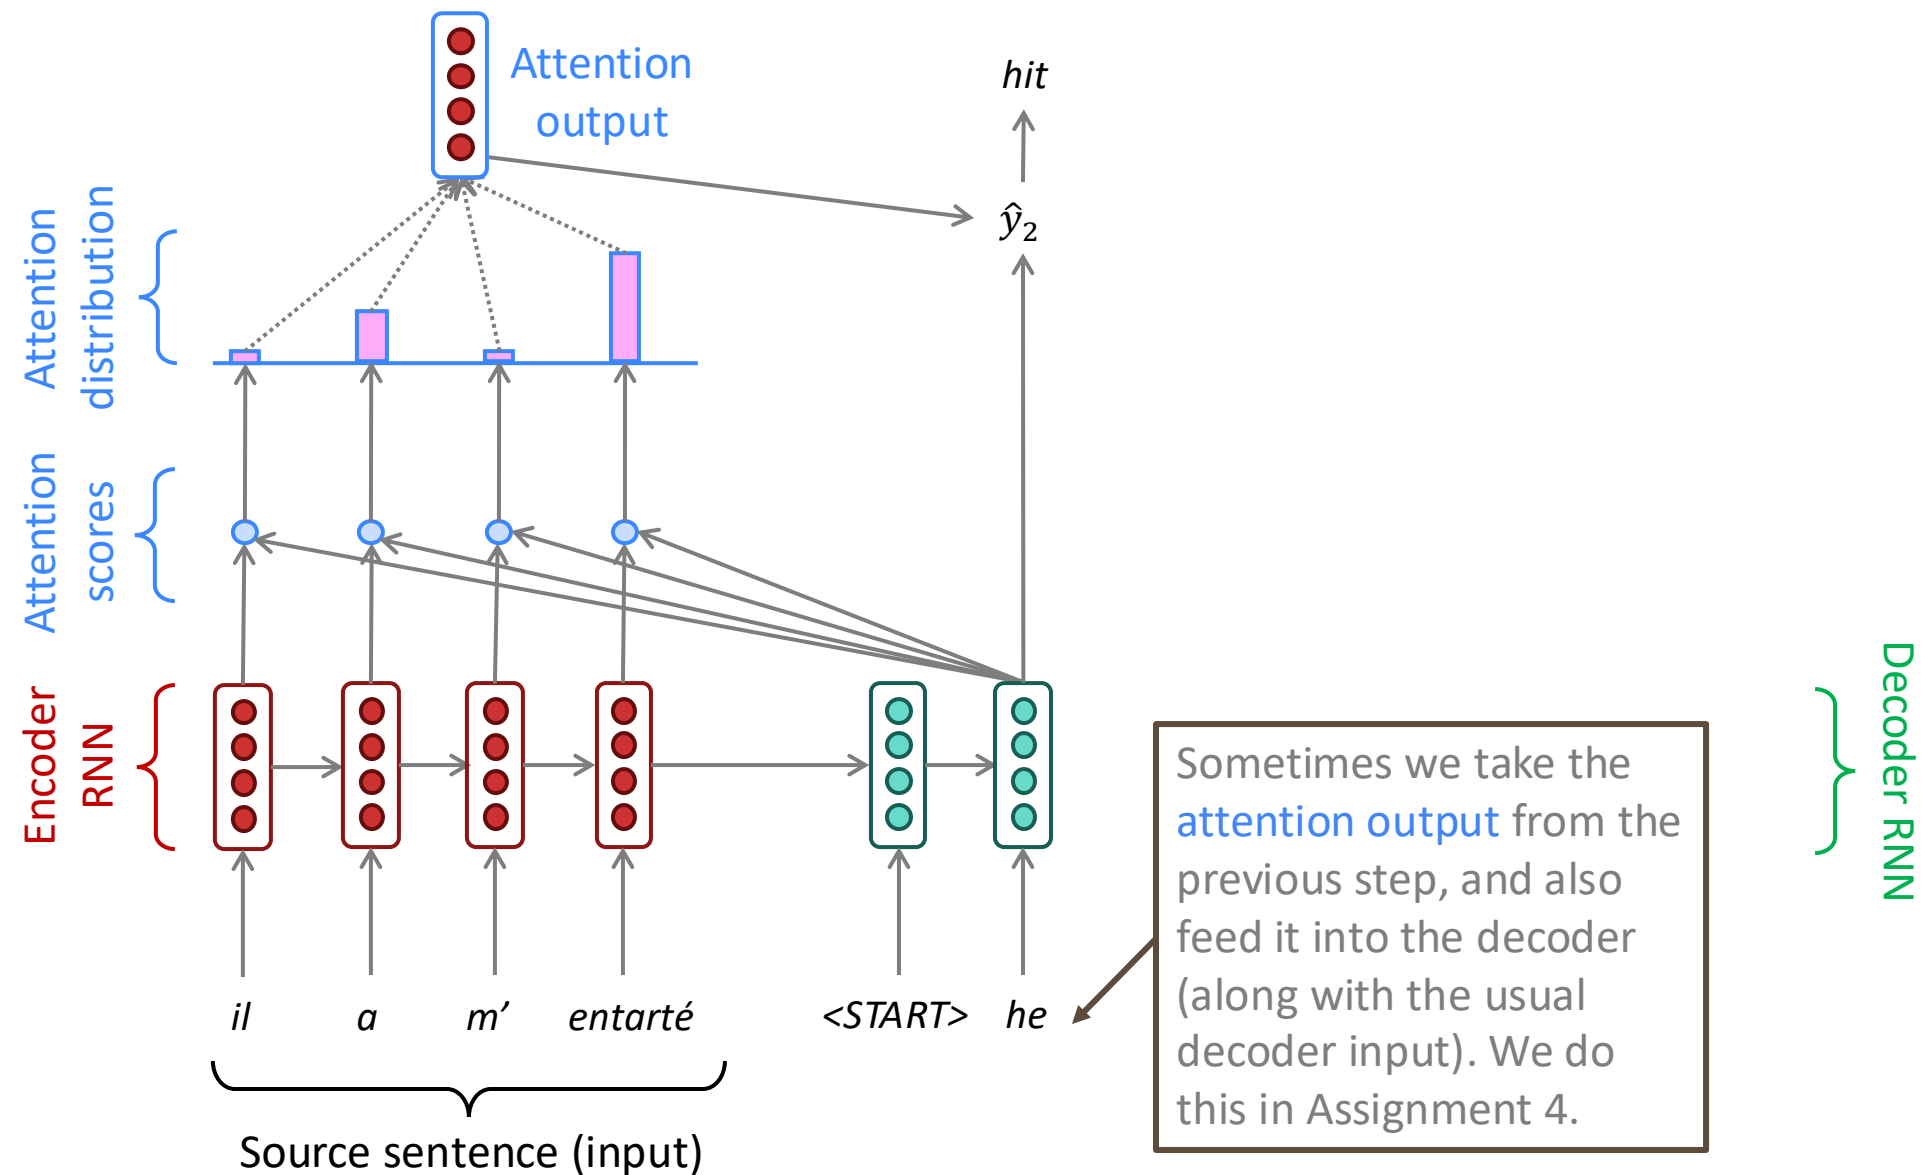 Attention
output
hit
ŷ₂
Attention
distribution
Attention
scores
Encoder
RNN
Decoder RNN
Sometimes we take the
attention output from the
previous step, and also
feed it into the decoder
(along with the usual
decoder input). We do
this in Assignment 4.
il a m’ entarté <START> he
Source sentence (input)